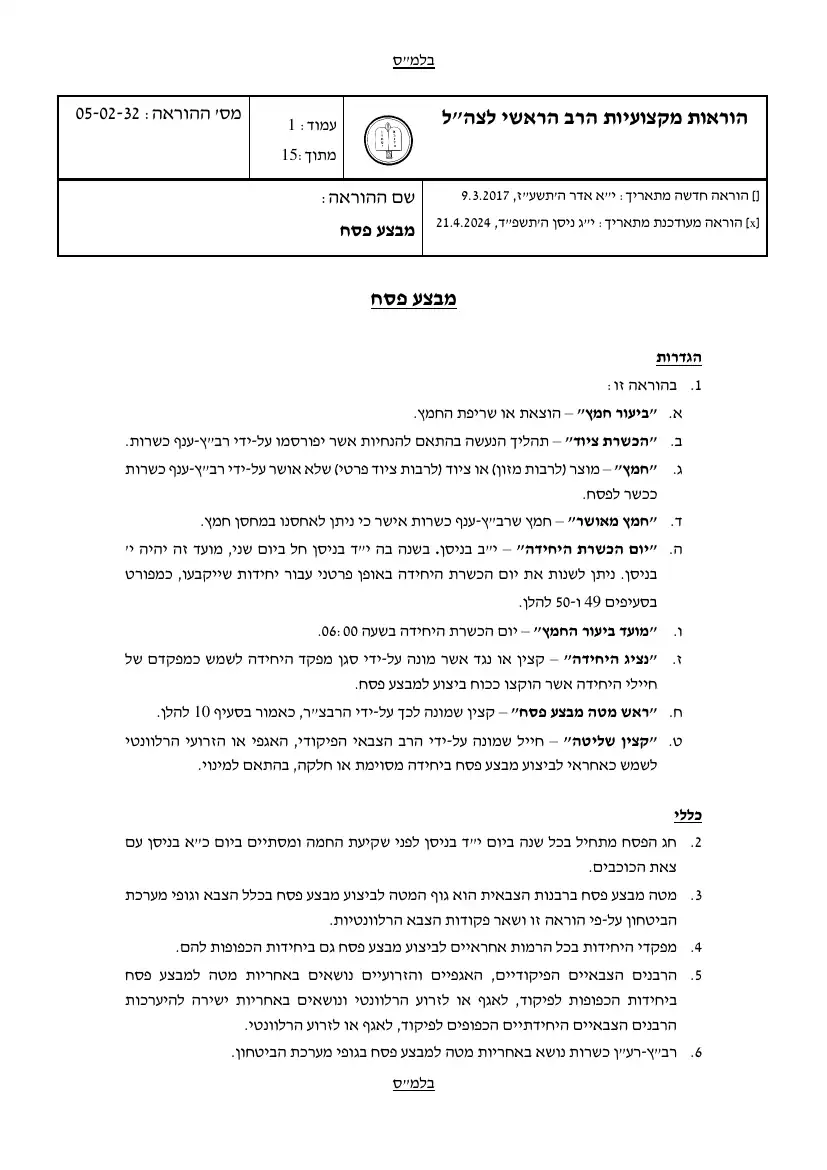 בלמ״ס
הוראות מקצועיות הרב הראשי לצה״ל
עמוד: 1
מתוך: 15
מס׳ ההוראה: 05-02-32
[] הוראה חדשה מתאריך: י״א אדר ה׳תשע״ז, 9.3.2017
[x] הוראה מעודכנת מתאריך: י״ג ניסן ה׳תשפ״ד, 21.4.2024
שם ההוראה:
מבצע פסח
מבצע פסח
הגדרות
1. בהוראה זו:
א. ״ביעור חמץ״ – הוצאת או שריפת החמץ.
ב. ״הכשרת ציוד״ – תהליך הנעשה בהתאם להנחיות אשר יפורסמו על-ידי רב״ץ-ענף כשרות.
ג. ״חמץ״ – מוצר (לרבות מזון) או ציוד (לרבות ציוד פרטי) שלא אושר על-ידי רב״ץ-ענף כשרות
ככשר לפסח.
ד. ״חמץ מאושר״ – חמץ שרב״ץ-ענף כשרות אישר כי ניתן לאחסנו במחסן חמץ.
ה. ״יום הכשרת היחידה״ – י״ב בניסן. בשנה בה י״ד בניסן חל ביום שני, מועד זה יהיה י׳
בניסן. ניתן לשנות את יום הכשרת היחידה באופן פרטני עבור יחידות שייקבעו, כמפורט
בסעיפים 49 ו-50 להלן.
ו. ״מועד ביעור החמץ״ – יום הכשרת היחידה בשעה 06:00.
ז. ״נציג היחידה״ – קצין או נגד אשר מונה על-ידי סגן מפקד היחידה לשמש כמפקדם של
חיילי היחידה אשר הוקצו ככוח ביצוע למבצע פסח.
ח. ״ראש מטה מבצע פסח״ – קצין שמונה לכך על-ידי הרבצ״ר, כאמור בסעיף 10 להלן.
ט. ״קצין שליטה״ – חייל שמונה על-ידי הרב הצבאי הפיקודי, האגפי או הזרועי הרלוונטי
לשמש כאחראי לביצוע מבצע פסח ביחידה מסוימת או חלקה, בהתאם למינוי.
כללי
2. חג הפסח מתחיל בכל שנה ביום י״ד בניסן לפני שקיעת החמה ומסתיים ביום כ״א בניסן עם
צאת הכוכבים.
3. מטה מבצע פסח ברבנות הצבאית הוא גוף המטה לביצוע מבצע פסח בכלל הצבא וגופי מערכת
הביטחון על-פי הוראה זו ושאר פקודות הצבא הרלוונטיות.
4. מפקדי היחידות בכל הרמות אחראיים לביצוע מבצע פסח גם ביחידות הכפופות להם.
5. הרבנים הצבאיים הפיקודיים, האגפיים והזרועיים נושאים באחריות מטה למבצע פסח
ביחידות הכפופות לפיקוד, לאגף או לזרוע הרלוונטי ונושאים באחריות ישירה להיערכות
הרבנים הצבאיים היחידתיים הכפופים לפיקוד, לאגף או לזרוע הרלוונטי.
6. רב״ץ-רע״ן כשרות נושא באחריות מטה למבצע פסח בגופי מערכת הביטחון.
בלמ״ס